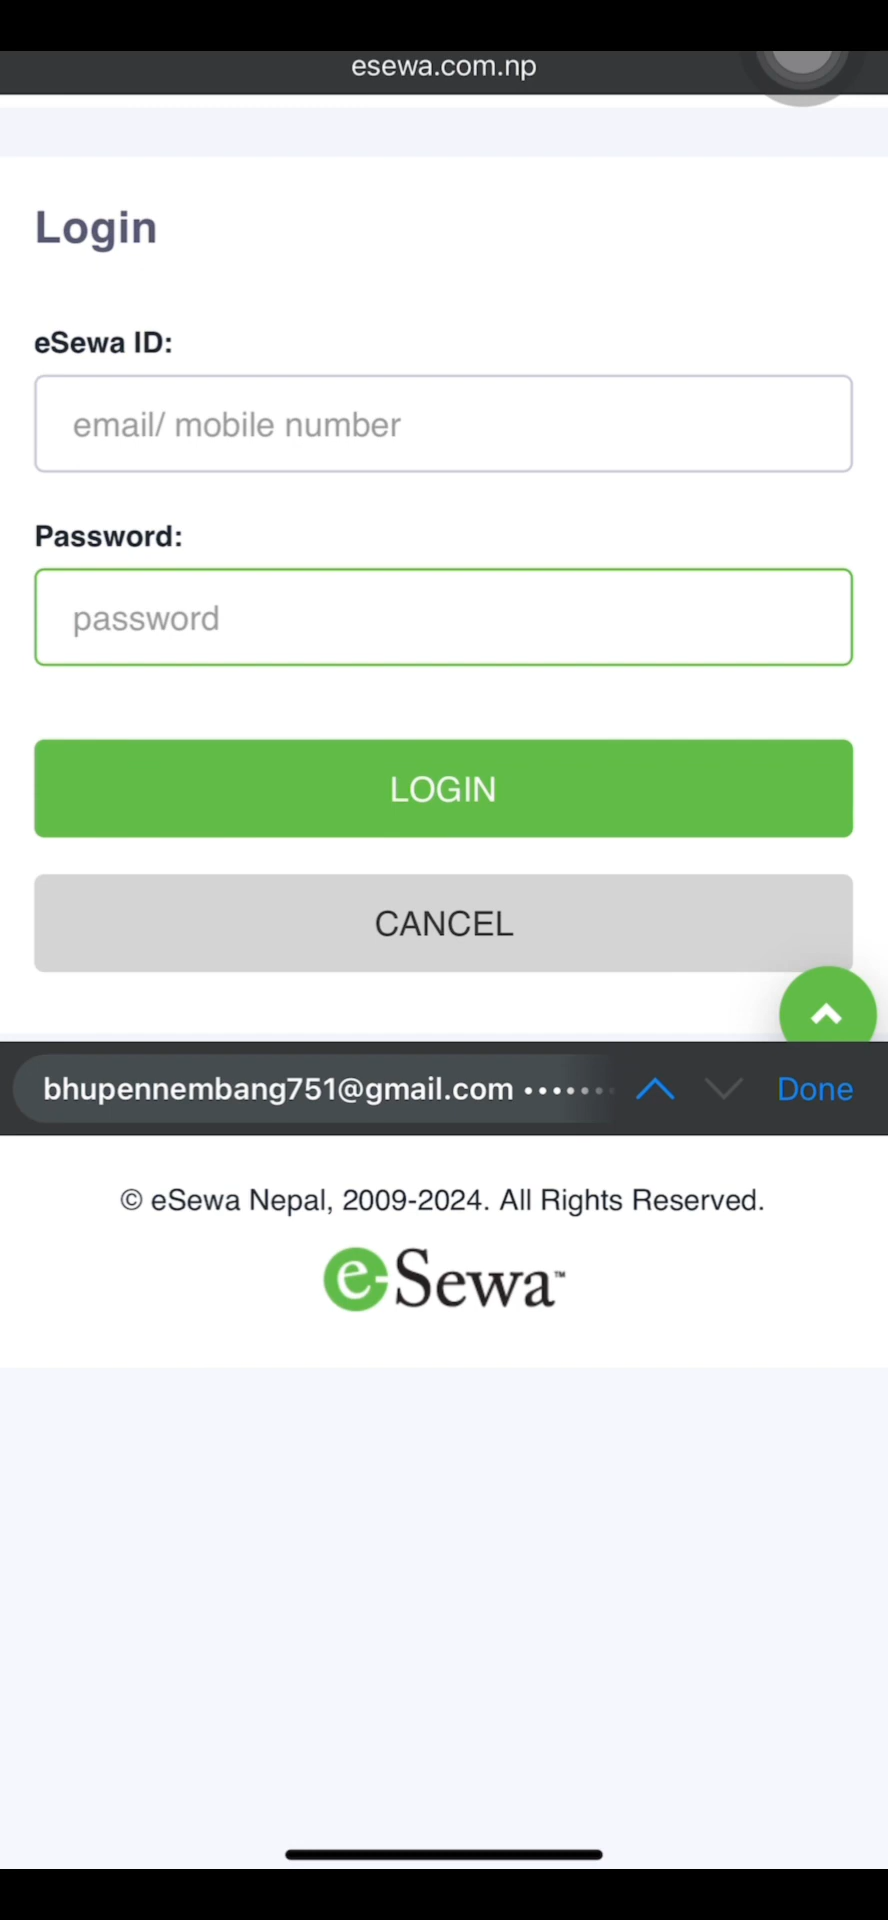 esewa.com.np
Login
eSewa ID:
email/ mobile number
Password:
password
LOGIN
CANCEL
bhupennembang751@gmail.com ••••••• Done
© eSewa Nepal, 2009-2024. All Rights Reserved.
eSewa™